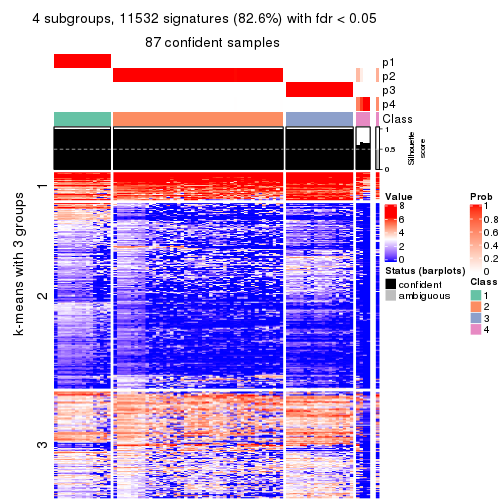 4 subgroups, 11532 signatures (82.6%) with fdr < 0.05
87 confident samples
p1
p2
p3
p4
Class
1
0.5
0
Silhouette
score
k-means with 3 groups
1
2
3
Value
8
6
4
2
0
Status (barplots)
confident
ambiguous
Prob
1
0.8
0.6
0.4
0.2
0
Class
1
2
3
4